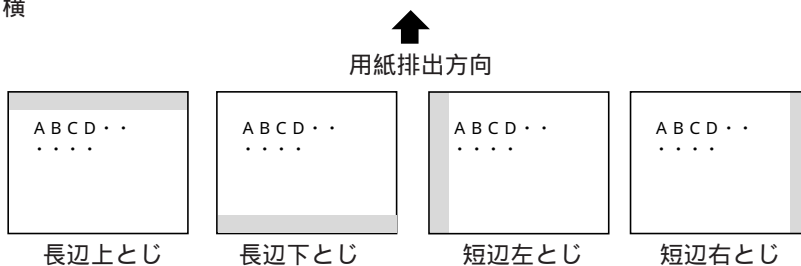 横
用紙排出方向
ABCD・・
・・・・
ABCD・・
・・・・
ABCD・・
・・・・
ABCD・・
・・・・
長辺上とじ
長辺下とじ
短辺左とじ
短辺右とじ